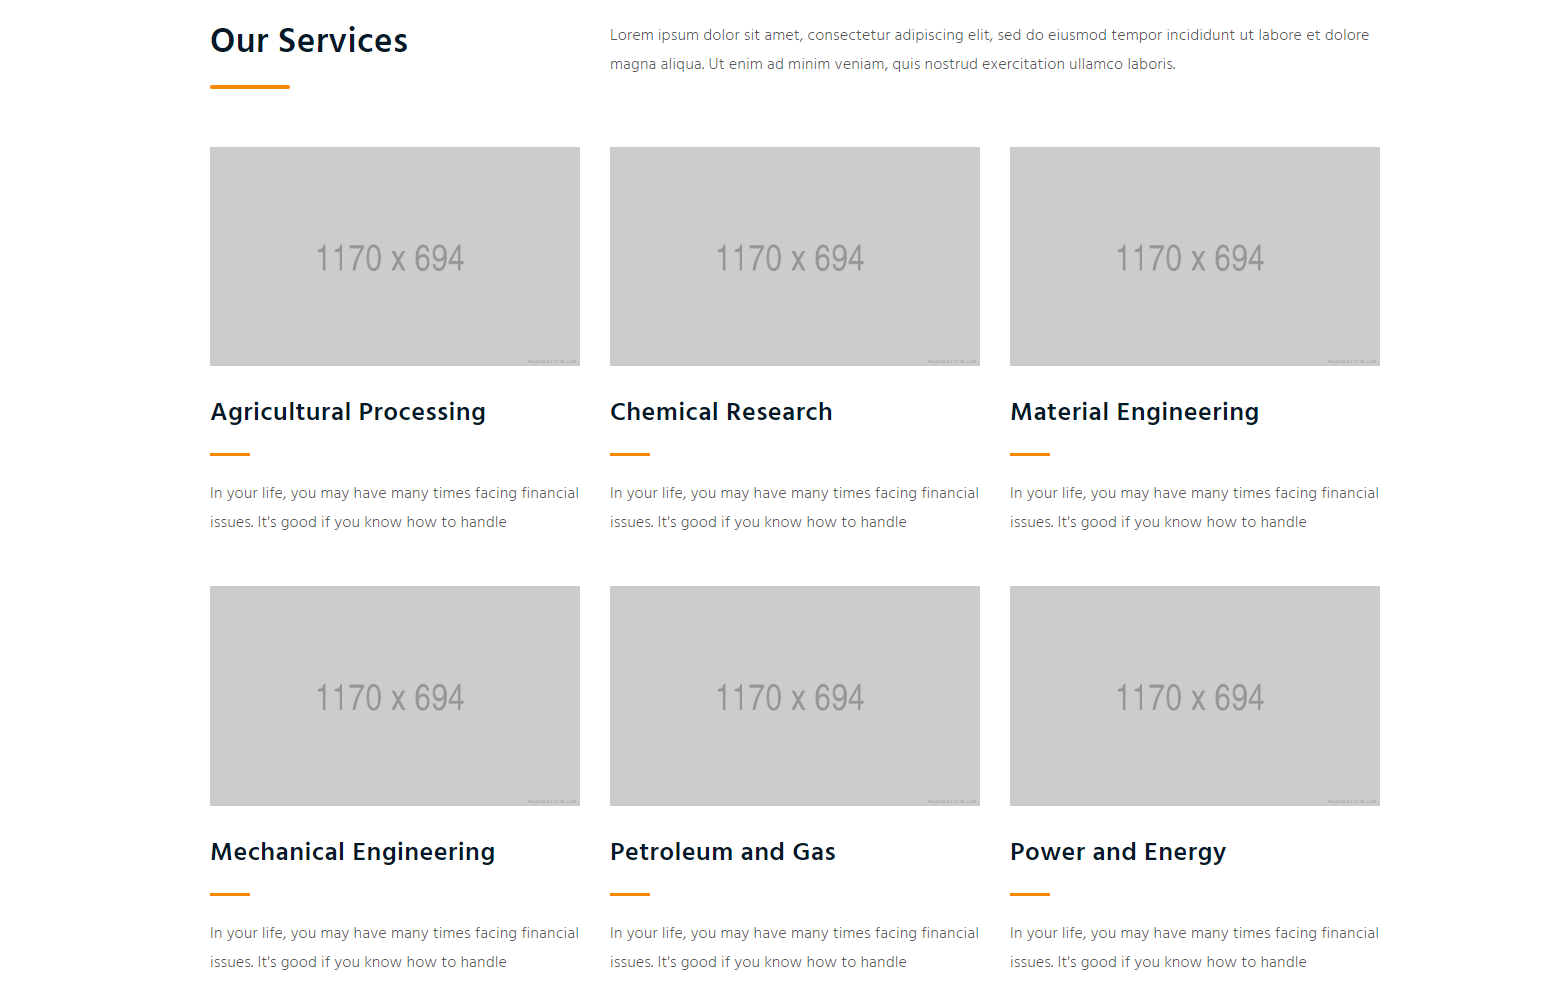 Our Services
Lorem ipsum dolor sit amet, consectetur adipiscing elit, sed do eiusmod tempor incididunt ut labore et dolore
magna aliqua. Ut enim ad minim veniam, quis nostrud exercitation ullamco laboris.
1170 x 694
1170 x 694
1170 x 694
Agricultural Processing
Chemical Research
Material Engineering
In your life, you may have many times facing financial
issues. It's good if you know how to handle
In your life, you may have many times facing financial
issues. It's good if you know how to handle
In your life, you may have many times facing financial
issues. It's good if you know how to handle
1170 x 694
1170 x 694
1170 x 694
Mechanical Engineering
Petroleum and Gas
Power and Energy
In your life, you may have many times facing financial
issues. It's good if you know how to handle
In your life, you may have many times facing financial
issues. It's good if you know how to handle
In your life, you may have many times facing financial
issues. It's good if you know how to handle